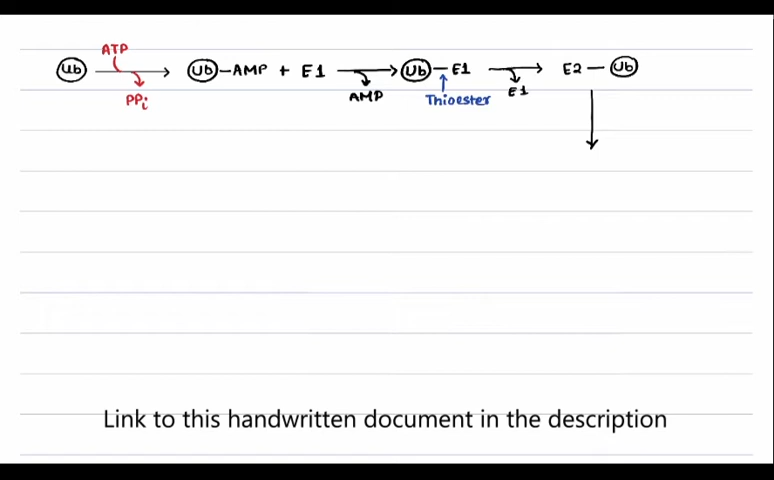 ATP
Ub Ub-AMP + E1 Ub-E1 E2-Ub
PPi AMP Thioester E1
Link to this handwritten document in the description